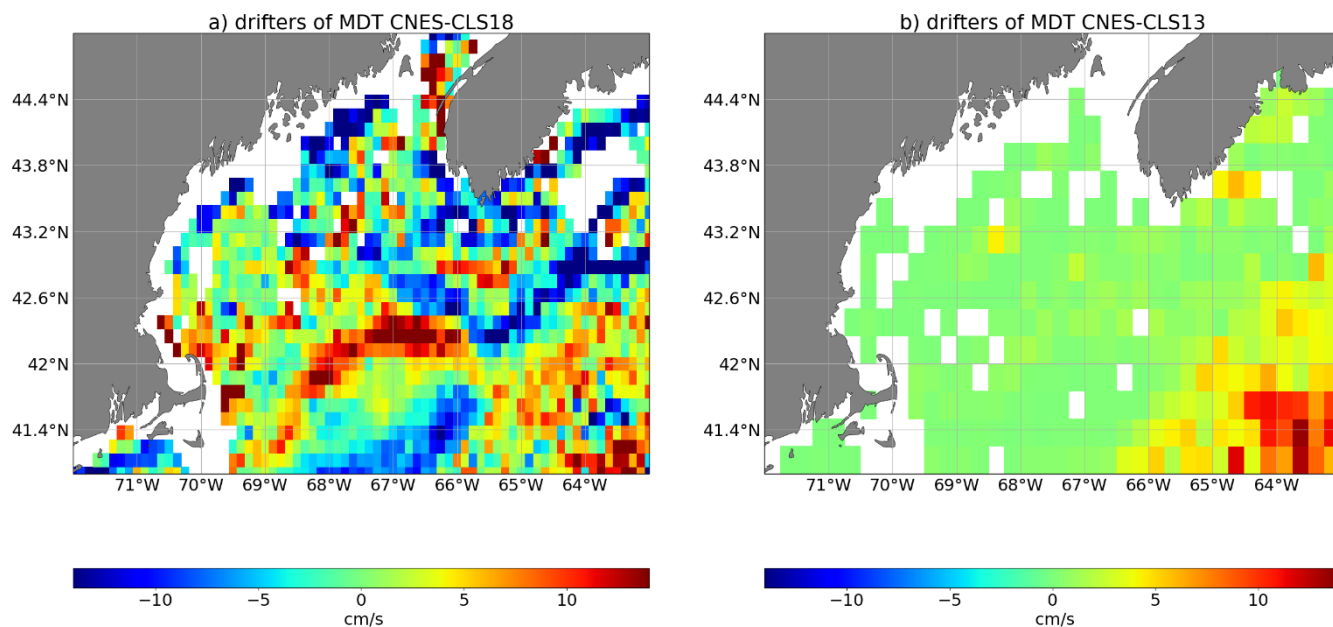 a) drifters of MDT CNES-CLS18
44.4°N
43.8°N
43.2°N
42.6°N
42°N
41.4°N
71°W 70°W 69°W 68°W 67°W 66°W 65°W 64°W
−10 −5 0 5 10
cm/s
b) drifters of MDT CNES-CLS13
44.4°N
43.8°N
43.2°N
42.6°N
42°N
41.4°N
71°W 70°W 69°W 68°W 67°W 66°W 65°W 64°W
−10 −5 0 5 10
cm/s